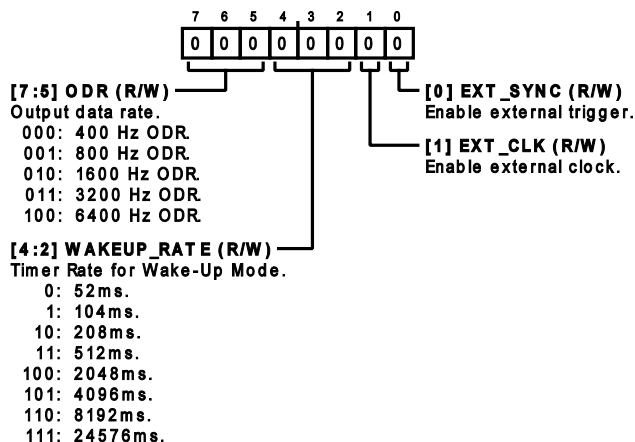 7 6 5 4 3 2 1 0
0 0 0 0 0 0 0 0
[7:5] ODR (R/W)
Output data rate.
000: 400 Hz ODR.
001: 800 Hz ODR.
010: 1600 Hz ODR.
011: 3200 Hz ODR.
100: 6400 Hz ODR.
[4:2] WAKEUP_RATE (R/W)
Timer Rate for Wake-Up Mode.
0: 52ms.
1: 104ms.
10: 208ms.
11: 512ms.
100: 2048ms.
101: 4096ms.
110: 8192ms.
111: 24576ms.
[0] EXT_SYNC (R/W)
Enable external trigger.
[1] EXT_CLK (R/W)
Enable external clock.